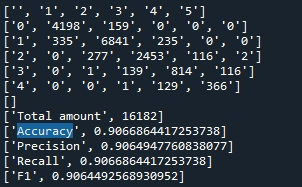 ['', '1', '2', '3', '4', '5']
['0', '4198', '159', '0', '0', '0']
['1', '335', '6841', '235', '0', '0']
['2', '0', '277', '2453', '116', '2']
['3', '0', '1', '139', '814', '116']
['4', '0', '0', '1', '129', '366']
[]
['Total amount', 16182]
['Accuracy', 0.9066864417253738]
['Precision', 0.9064947760838077]
['Recall', 0.9066864417253738]
['F1', 0.9064492568930952]